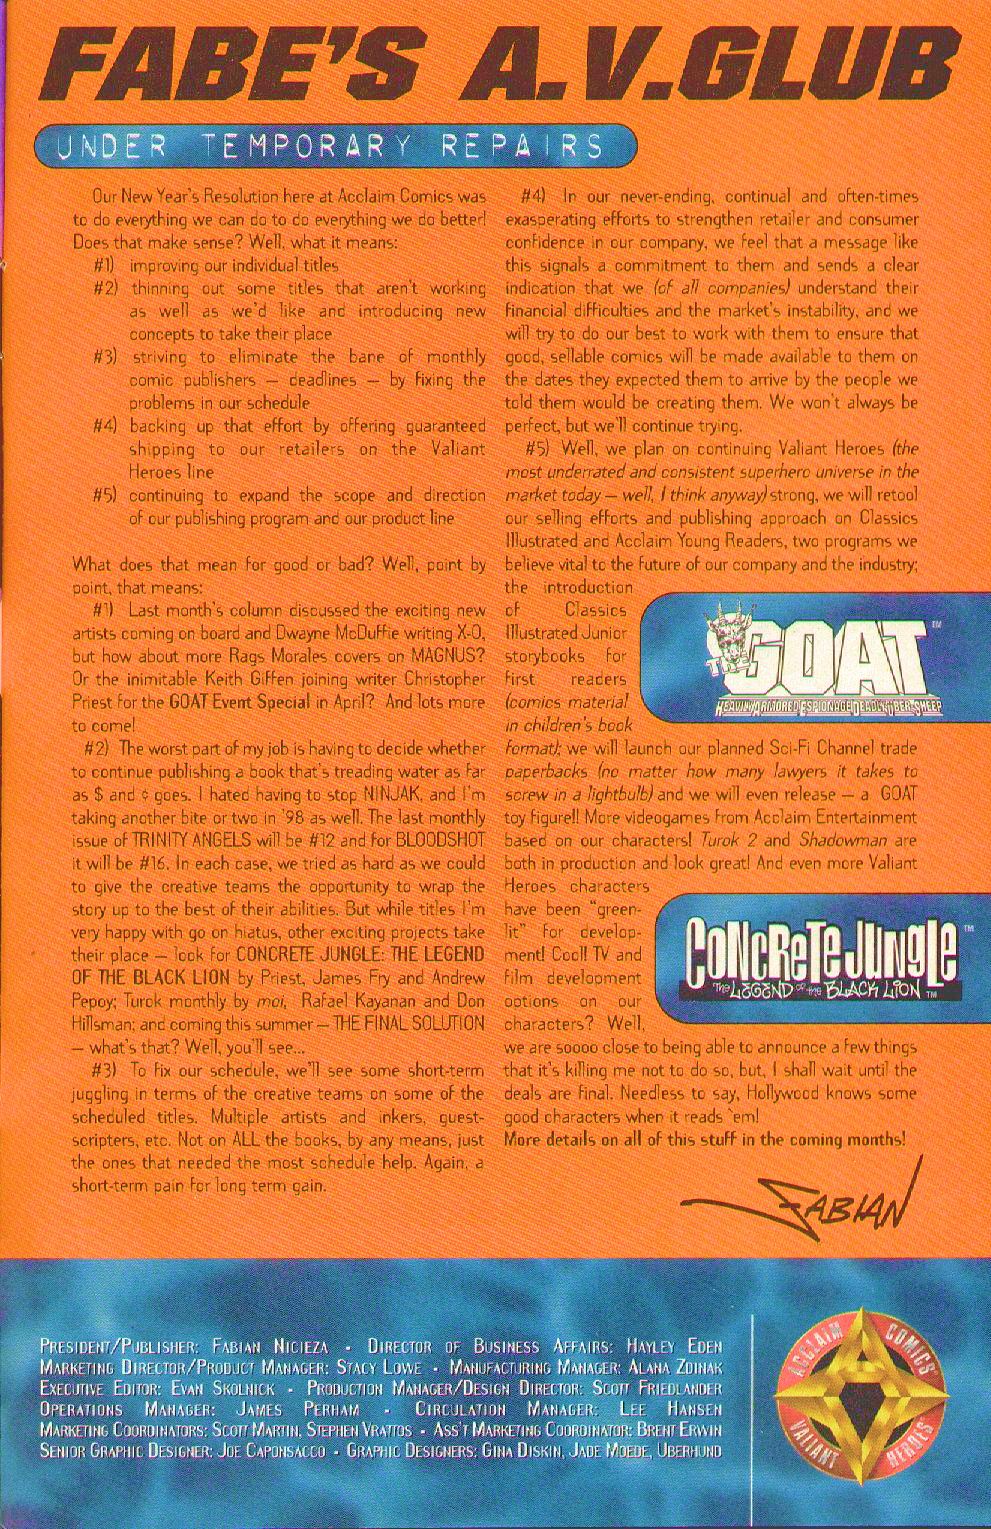 FABE'S A.V.GLUB
UNDER TEMPORARY REPAIRS
Our New Year's Resolution here at Acclaim Comics was
to do everything we can do to do everything we do better!
Does that make sense? Well, what it means:
#1) improving our individual titles
#2) thinning out some titles that aren't working
as well as we'd like and introducing new
concepts to take their place
#3) striving to eliminate the bane of monthly
comic publishers — deadlines — by fixing the
problems in our schedule
#4) backing up that effort by offering guaranteed
shipping to our retailers on the Valiant
Heroes line
#5) continuing to expand the scope and direction
of our publishing program and our product line
What does that mean for good or bad? Well, point by
point, that means:
#1) Last month's column discussed the exciting new
artists coming on board and Dwayne McDuffie writing X-O,
but how about more Rags Morales covers on MAGNUS?
Or the inimitable Keith Giffen joining writer Christopher
Priest for the GOAT Event Special in April? And lots more
to come!
#2) The worst part of my job is having to decide whether
to continue publishing a book that's treading water as far
as $ and ¢ goes. I hated having to stop NINJAK, and I'm
taking another bite or two in '98 as well. The last monthly
issue of TRINITY ANGELS will be #12 and for BLOODSHOT
it will be #16. In each case, we tried as hard as we could
to give the creative teams the opportunity to wrap the
story up to the best of their abilities. But while titles I'm
very happy with go on hiatus, other exciting projects take
their place — look for CONCRETE JUNGLE: THE LEGEND
OF THE BLACK LION by Priest, James Fry and Andrew
Pepoy; Turok monthly by moi, Rafael Kayanan and Don
Hillsman; and coming this summer — THE FINAL SOLUTION
— what's that? Well, you'll see...
#3) To fix our schedule, we'll see some short-term
juggling in terms of the creative teams on some of the
scheduled titles. Multiple artists and inkers, guest-
scripters, etc. Not on ALL the books, by any means, just
the ones that needed the most schedule help. Again, a
short-term pain for long term gain.
#4) In our never-ending, continual and often-times
exasperating efforts to strengthen retailer and consumer
confidence in our company, we feel that a message like
this signals a commitment to them and sends a clear
indication that we (of all companies) understand their
financial difficulties and the market's instability, and we
will try to do our best to work with them to ensure that
good, sellable comics will be made available to them on
the dates they expected them to arrive by the people we
told them would be creating them. We won't always be
perfect, but we'll continue trying.
#5) Well, we plan on continuing Valiant Heroes (the
most underrated and consistent superhero universe in the
market today — well, I think anyway) strong, we will retool
our selling efforts and publishing approach on Classics
Illustrated and Acclaim Young Readers, two programs we
believe vital to the future of our company and the industry;
the introduction
of Classics
Illustrated Junior
storybooks for
first readers
(comics material
in children's book
format); we will launch our planned Sci-Fi Channel trade
paperbacks (no matter how many lawyers it takes to
screw in a lightbulb) and we will even release — a GOAT
toy figure!! More videogames from Acclaim Entertainment
based on our characters! Turok 2 and Shadowman are
both in production and look great! And even more Valiant
Heroes characters
have been "green-
lit" for develop-
ment! Cool! TV and
film development
options on our
characters? Well,
we are soooo close to being able to announce a few things
that it's killing me not to do so, but, I shall wait until the
deals are final. Needless to say, Hollywood knows some
good characters when it reads `em!
More details on all of this stuff in the coming months!
THE GOAT™
HEAVILY ARMORED ESPIONAGE DEADLY ÜBER-SHEEP
CONCRETE JUNGLE™
THE LEGEND OF THE BLACK LION™
FABIAN
PRESIDENT/PUBLISHER: FABIAN NICIEZA - DIRECTOR OF BUSINESS AFFAIRS: HAYLEY EDEN
MARKETING DIRECTOR/PRODUCT MANAGER: STACY LOWE - MANUFACTURING MANAGER: ALANA ZDINAK
EXECUTIVE EDITOR: EVAN SKOLNICK - PRODUCTION MANAGER/DESIGN DIRECTOR: SCOTT FRIEDLANDER
OPERATIONS MANAGER: JAMES PERHAM - CIRCULATION MANAGER: LEE HANSEN
MARKETING COORDINATORS: SCOTT MARTIN, STEPHEN VRATTOS - ASS'T MARKETING COORDINATOR: BRENT ERWIN
SENIOR GRAPHIC DESIGNER: JOE CAPONSACCO - GRAPHIC DESIGNERS: GINA DISKIN, JADE MOEDE, UBERHUND
ACCLAIM COMICS
VALIANT HEROES